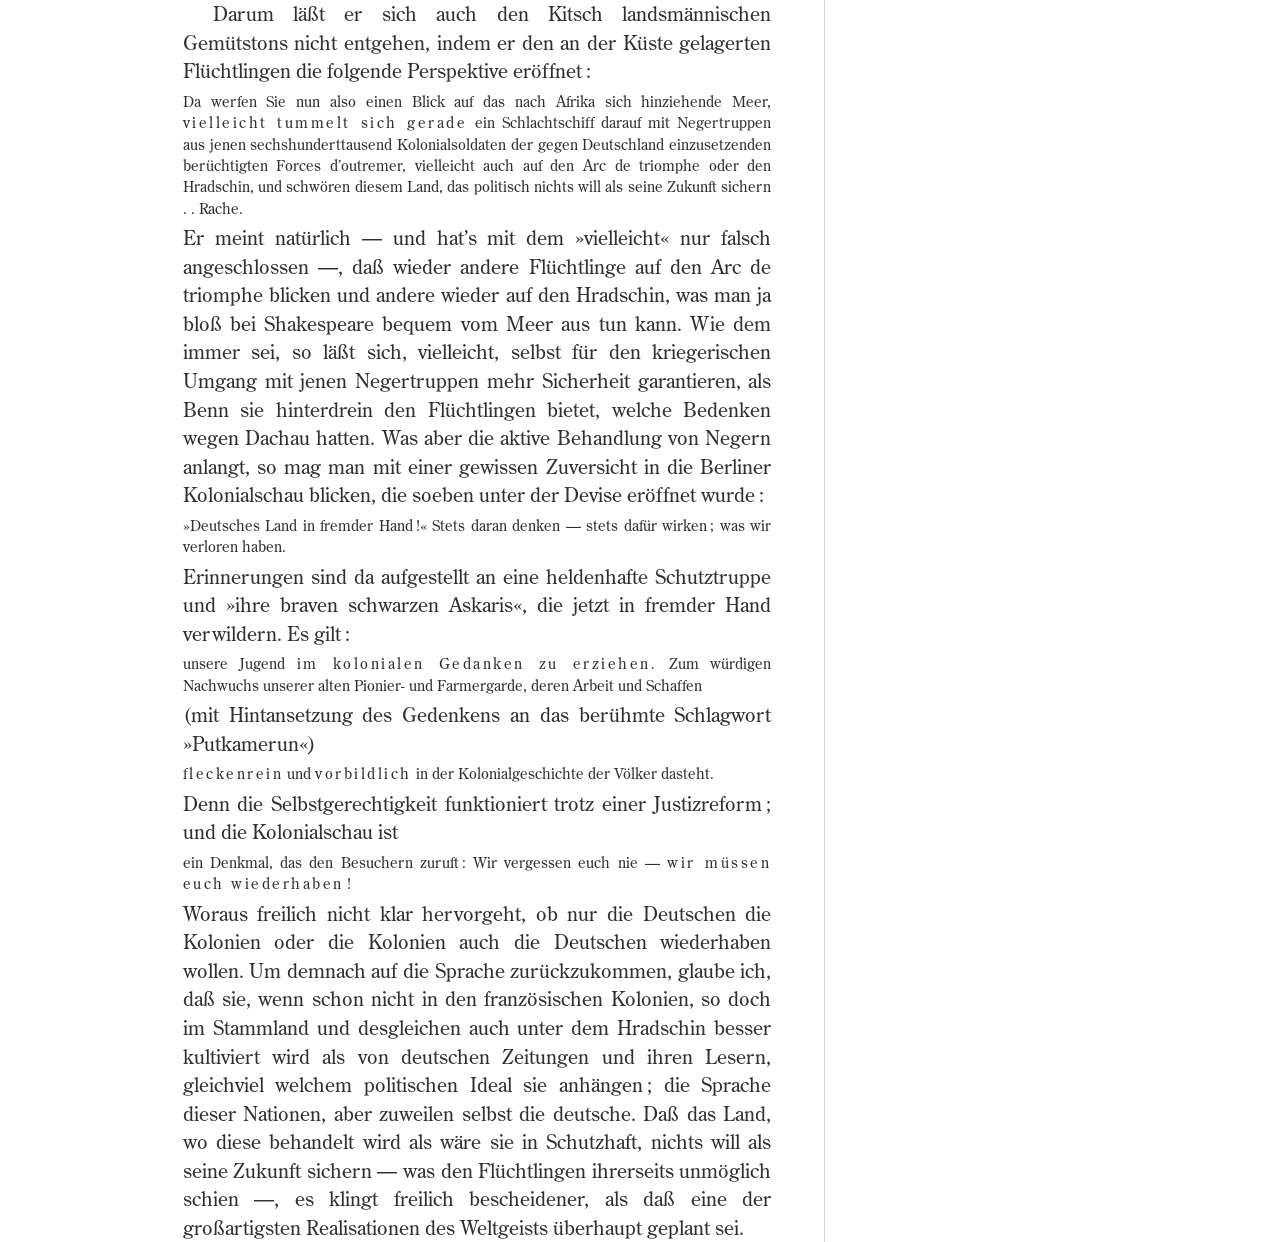 Darum läßt er sich auch den Kitsch landsmännischen
Gemütstons nicht entgehen, indem er den an der Küste gelagerten
Flüchtlingen die folgende Perspektive eröffnet :
Da werfen Sie nun also einen Blick auf das nach Afrika sich hinziehende Meer,
vielleicht tummelt sich gerade ein Schlachtschiff darauf mit Negertruppen
aus jenen sechshunderttausend Kolonialsoldaten der gegen Deutschland einzusetzenden
berüchtigten Forces d’outremer, vielleicht auch auf den Arc de triomphe oder den
Hradschin, und schwören diesem Land, das politisch nichts will als seine Zukunft sichern
. . Rache.
Er meint natürlich — und hat’s mit dem »vielleicht« nur falsch
angeschlossen —, daß wieder andere Flüchtlinge auf den Arc de
triomphe blicken und andere wieder auf den Hradschin, was man ja
bloß bei Shakespeare bequem vom Meer aus tun kann. Wie dem
immer sei, so läßt sich, vielleicht, selbst für den kriegerischen
Umgang mit jenen Negertruppen mehr Sicherheit garantieren, als
Benn sie hinterdrein den Flüchtlingen bietet, welche Bedenken
wegen Dachau hatten. Was aber die aktive Behandlung von Negern
anlangt, so mag man mit einer gewissen Zuversicht in die Berliner
Kolonialschau blicken, die soeben unter der Devise eröffnet wurde :
»Deutsches Land in fremder Hand !« Stets daran denken — stets dafür wirken ; was wir
verloren haben.
Erinnerungen sind da aufgestellt an eine heldenhafte Schutztruppe
und »ihre braven schwarzen Askaris«, die jetzt in fremder Hand
verwildern. Es gilt :
unsere Jugend im kolonialen Gedanken zu erziehen. Zum würdigen
Nachwuchs unserer alten Pionier- und Farmergarde, deren Arbeit und Schaffen
(mit Hintansetzung des Gedenkens an das berühmte Schlagwort
»Putkamerun«)
fleckenrein und vorbildlich in der Kolonialgeschichte der Völker dasteht.
Denn die Selbstgerechtigkeit funktioniert trotz einer Justizreform ;
und die Kolonialschau ist
ein Denkmal, das den Besuchern zuruft : Wir vergessen euch nie — wir müssen
euch wiederhaben !
Woraus freilich nicht klar hervorgeht, ob nur die Deutschen die
Kolonien oder die Kolonien auch die Deutschen wiederhaben
wollen. Um demnach auf die Sprache zurückzukommen, glaube ich,
daß sie, wenn schon nicht in den französischen Kolonien, so doch
im Stammland und desgleichen auch unter dem Hradschin besser
kultiviert wird als von deutschen Zeitungen und ihren Lesern,
gleichviel welchem politischen Ideal sie anhängen ; die Sprache
dieser Nationen, aber zuweilen selbst die deutsche. Daß das Land,
wo diese behandelt wird als wäre sie in Schutzhaft, nichts will als
seine Zukunft sichern — was den Flüchtlingen ihrerseits unmöglich
schien —, es klingt freilich bescheidener, als daß eine der
großartigsten Realisationen des Weltgeists überhaupt geplant sei.